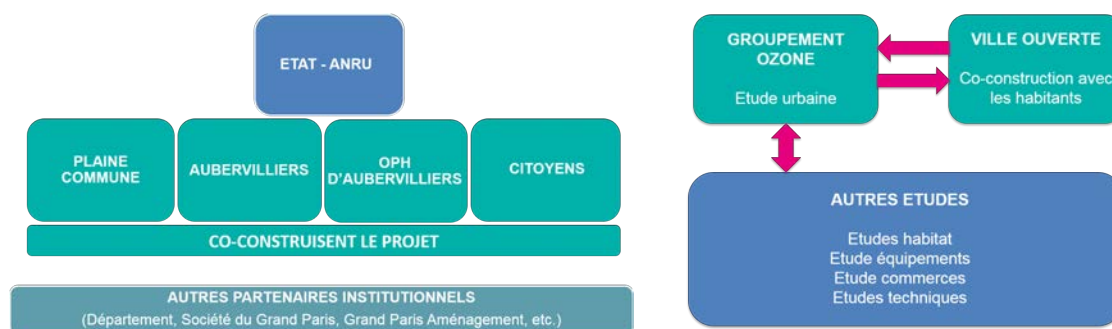 ETAT - ANRU
PLAINE
COMMUNE
AUBERVILLIERS
OPH
D'AUBERVILLIERS
CITOYENS
CO-CONSTRUISENT LE PROJET
AUTRES PARTENAIRES INSTITUTIONNELS
(Département, Société du Grand Paris, Grand Paris Aménagement, etc.)
GROUPEMENT
OZONE
Etude urbaine
VILLE OUVERTE
Co-construction avec
les habitants
AUTRES ETUDES
Etudes habitat
Etude équipements
Etude commerces
Etudes techniques